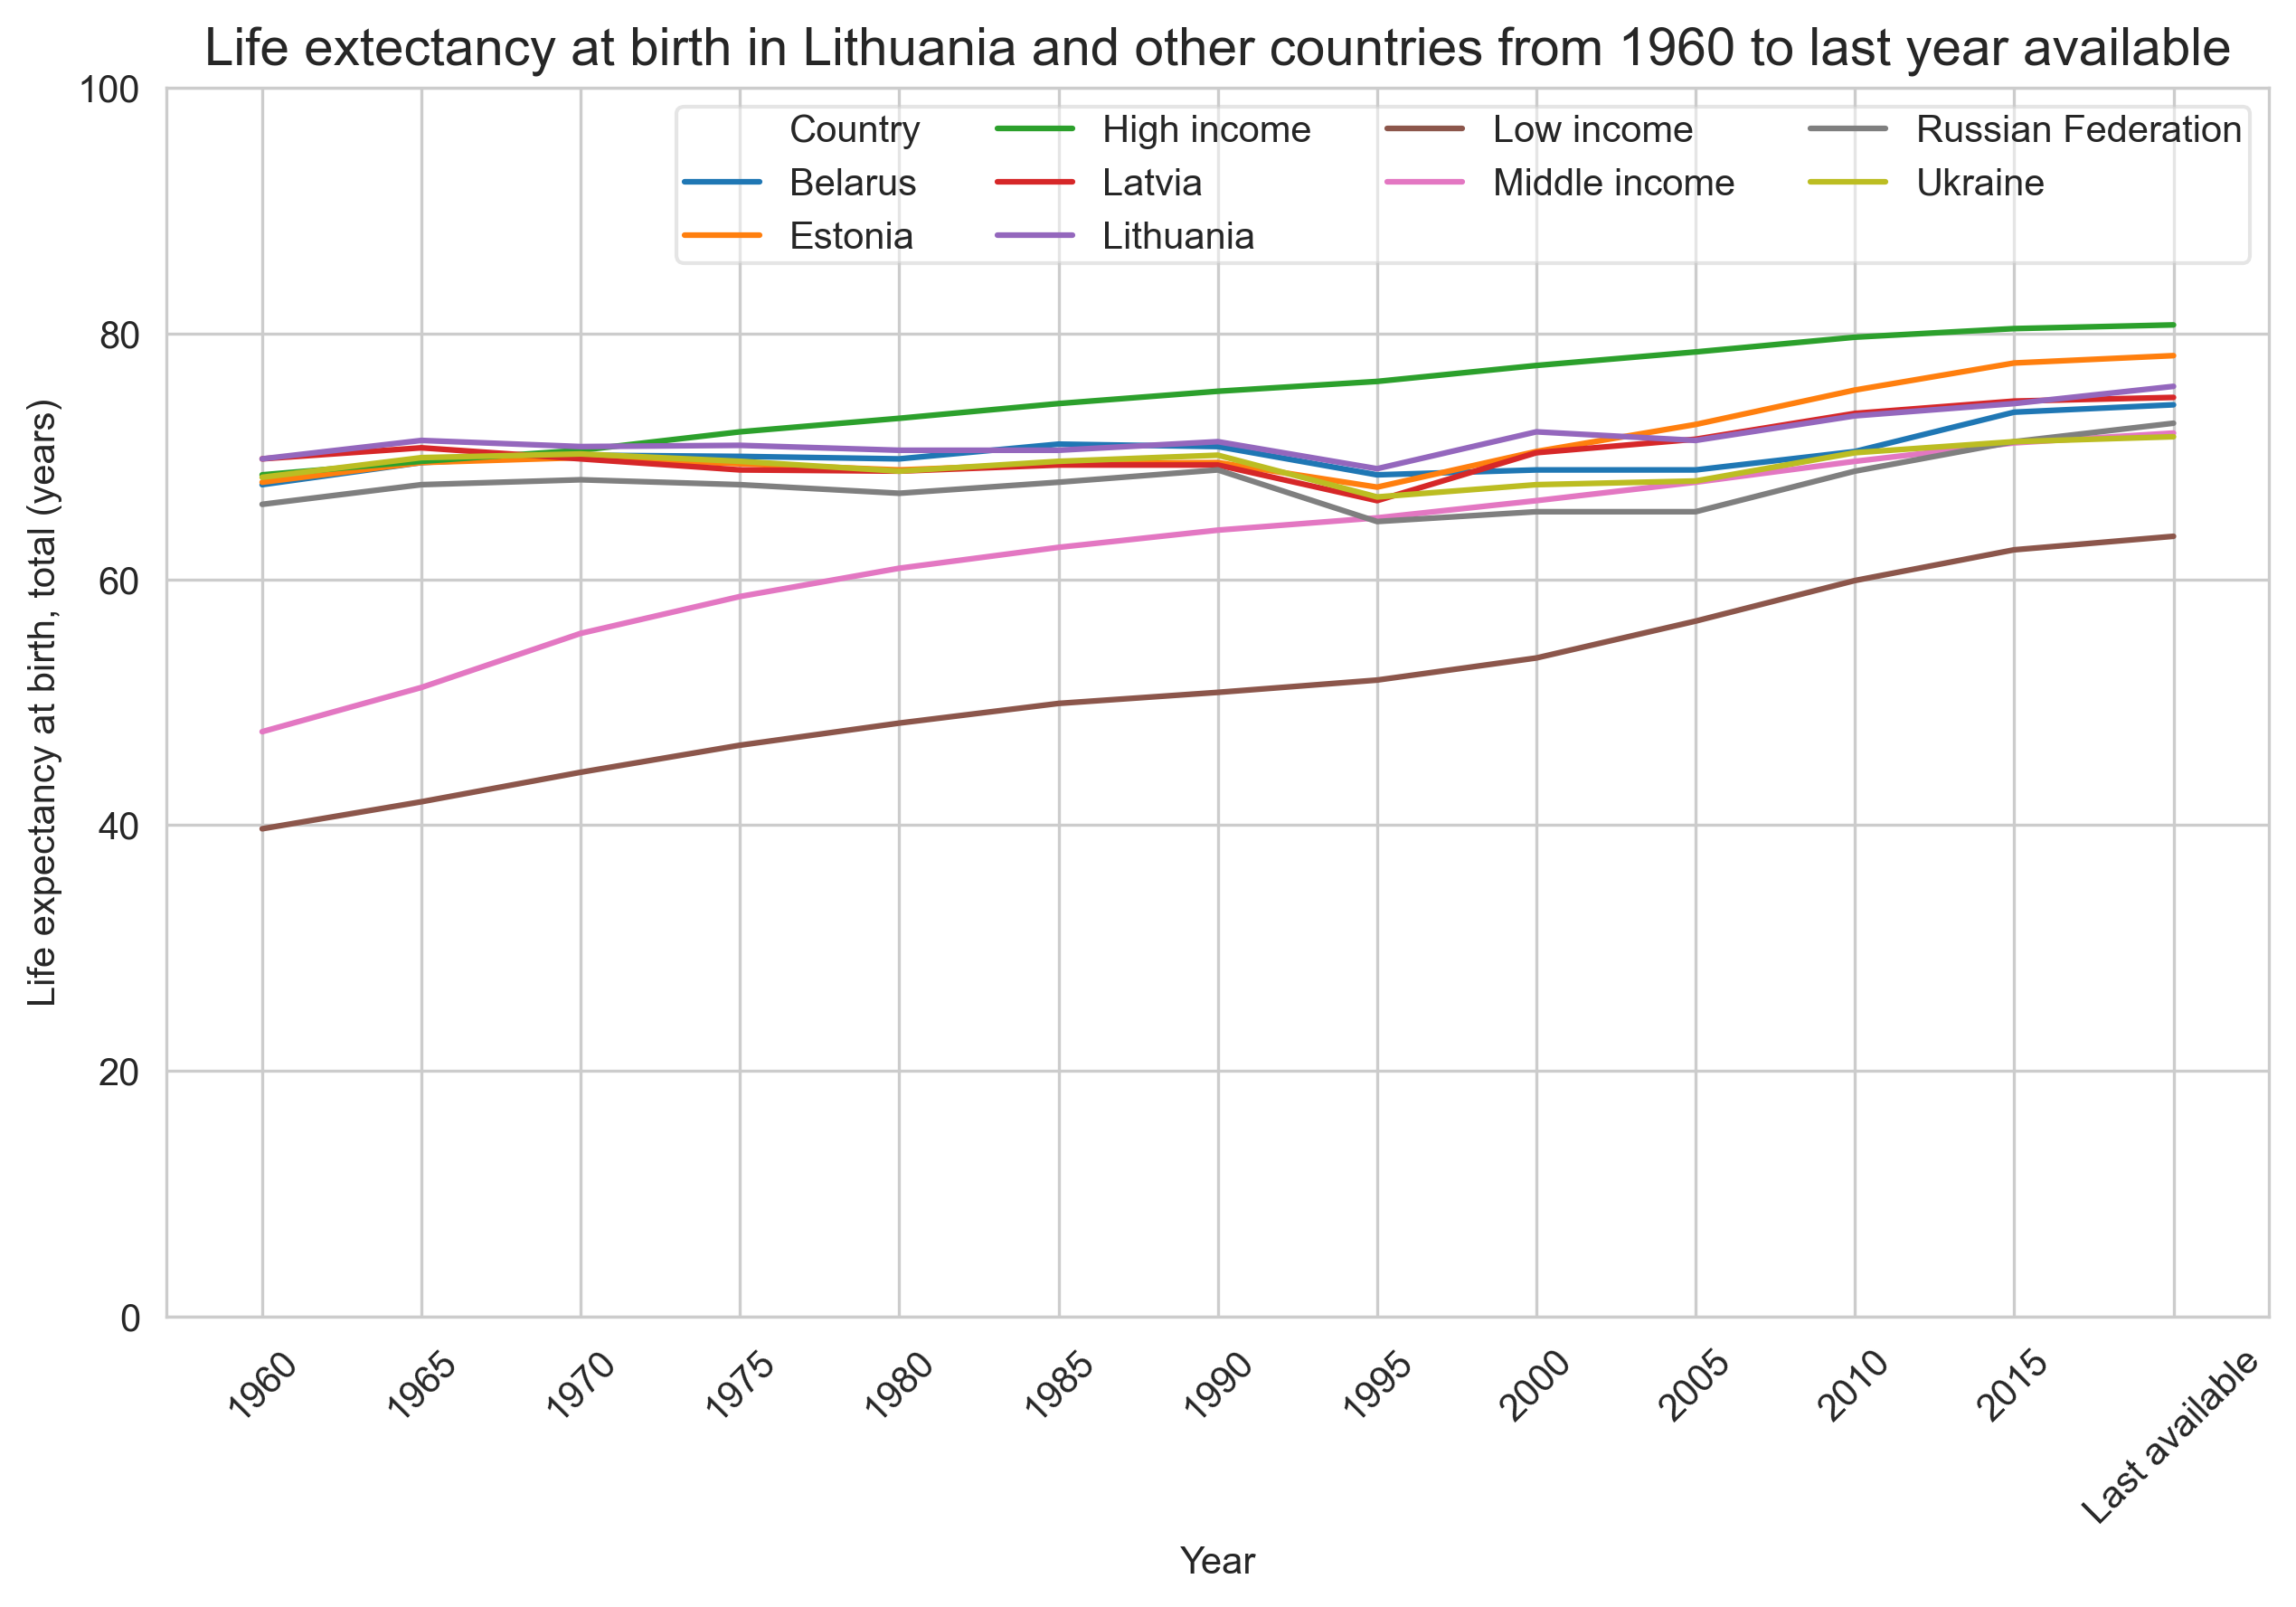 Life extectancy at birth in Lithuania and other countries from 1960 to last year available
Country
Belarus
Estonia
High income
Latvia
Lithuania
Low income
Middle income
Russian Federation
Ukraine
Life expectancy at birth, total (years)
100
80
60
40
20
0
1960
1965
1970
1975
1980
1985
1990
1995
2000
2005
2010
2015
Last available
Year